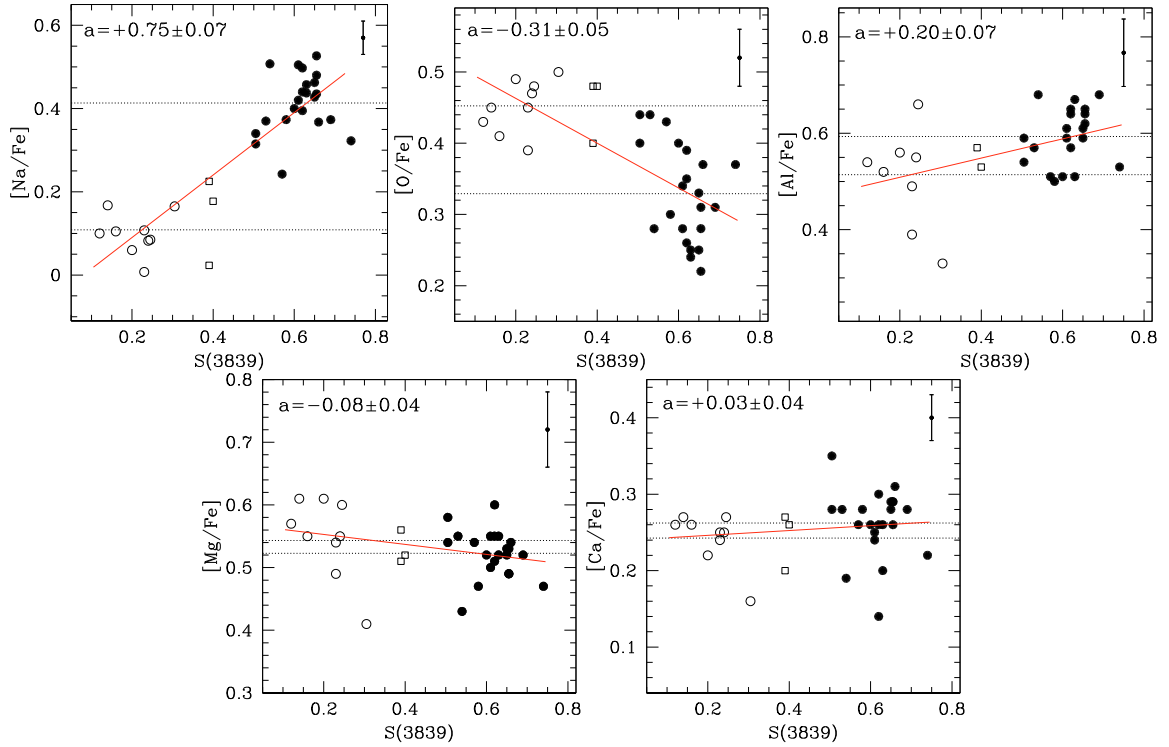 a=+0.75±0.07
0.6
0.4
0.2
0
[Na/Fe]
0.2 0.4 0.6 0.8
S(3839)
a=−0.31±0.05
0.5
0.4
0.3
0.2
[O/Fe]
0.2 0.4 0.6 0.8
S(3839)
a=+0.20±0.07
0.8
0.6
0.4
[Al/Fe]
0.2 0.4 0.6 0.8
S(3839)
a=−0.08±0.04
0.8
0.7
0.6
0.5
0.4
0.3
[Mg/Fe]
0.2 0.4 0.6 0.8
S(3839)
a=+0.03±0.04
0.4
0.3
0.2
0.1
[Ca/Fe]
0.2 0.4 0.6 0.8
S(3839)